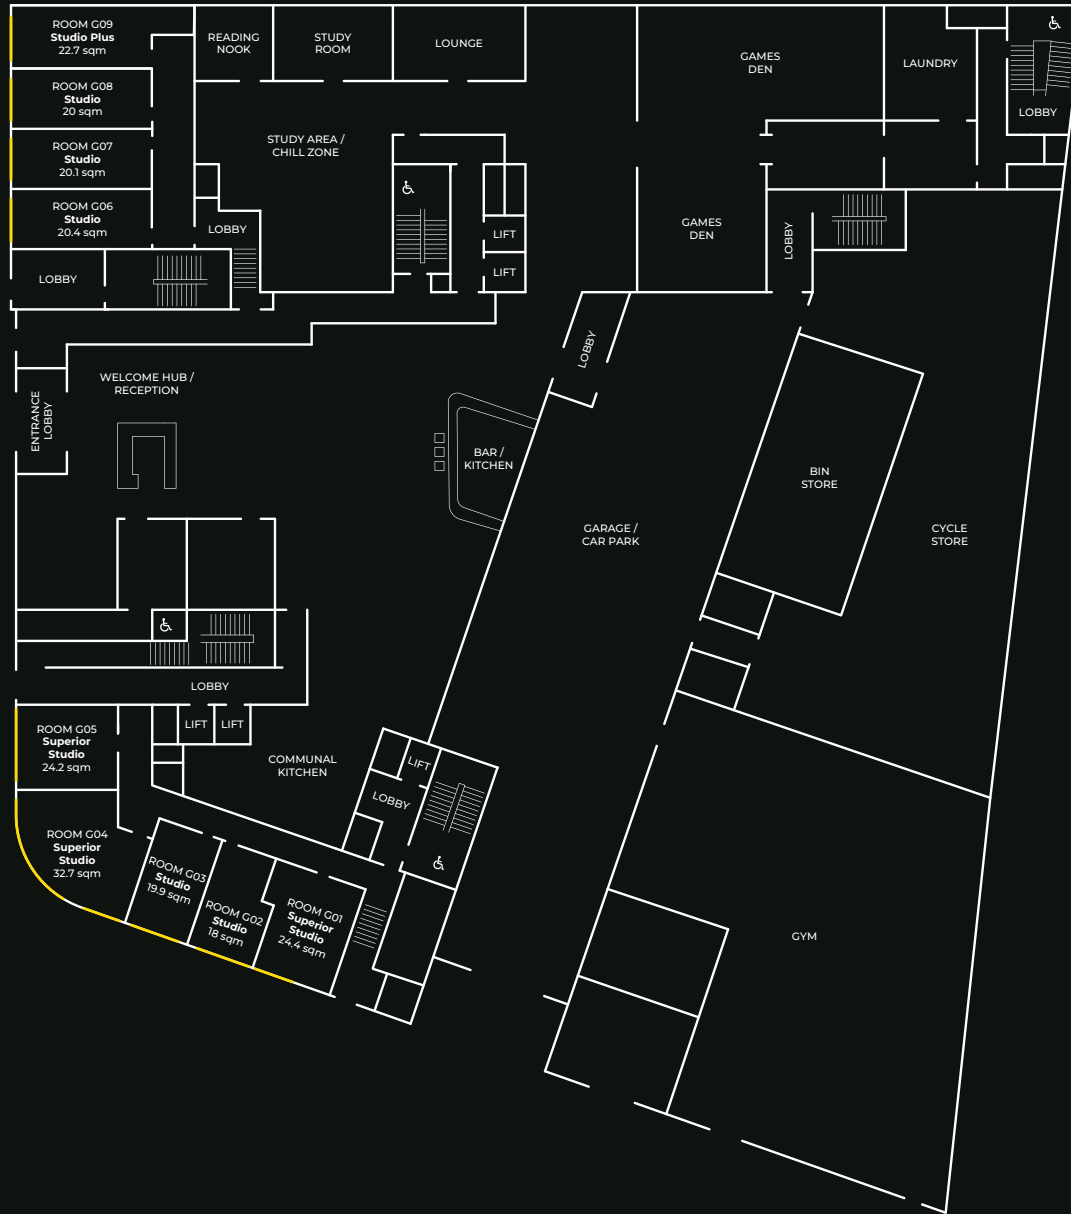 ROOM G09
Studio Plus
22.7 sqm
READING
NOOK
STUDY
ROOM
LOUNGE
GAMES
DEN
LAUNDRY
LOBBY
ROOM G08
Studio
20 sqm
STUDY AREA /
CHILL ZONE
ROOM G07
Studio
20.1 sqm
ROOM G06
Studio
20.4 sqm
LOBBY
LIFT
LIFT
GAMES
DEN
LOBBY
LOBBY
LOBBY
WELCOME HUB /
RECEPTION
ENTRANCE
LOBBY
BAR /
KITCHEN
BIN
STORE
GARAGE /
CAR PARK
CYCLE
STORE
LOBBY
LIFT
LIFT
ROOM G05
Superior
Studio
24.2 sqm
COMMUNAL
KITCHEN
LIFT
LOBBY
ROOM G04
Superior
Studio
32.7 sqm
ROOM G03
Studio
19.9 sqm
ROOM G02
Studio
18 sqm
ROOM G01
Superior
Studio
24.4 sqm
GYM